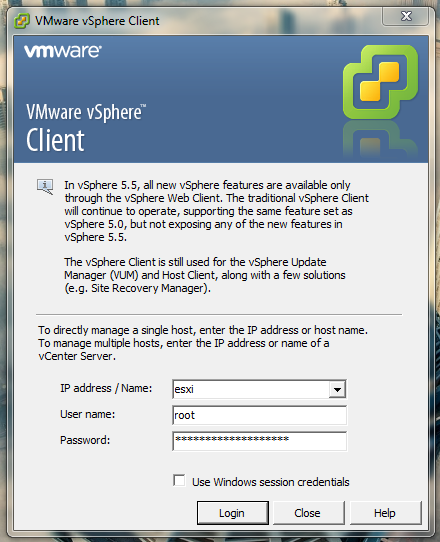 VMware vSphere Client
vmware®
VMware vSphere™
Client
In vSphere 5.5, all new vSphere features are available only
through the vSphere Web Client. The traditional vSphere Client
will continue to operate, supporting the same feature set as
vSphere 5.0, but not exposing any of the new features in
vSphere 5.5.
The vSphere Client is still used for the vSphere Update
Manager (VUM) and Host Client, along with a few solutions
(e.g. Site Recovery Manager).
To directly manage a single host, enter the IP address or host name.
To manage multiple hosts, enter the IP address or name of a
vCenter Server.
IP address / Name: esxi
User name: root
Password: *******************
Use Windows session credentials
Login Close Help